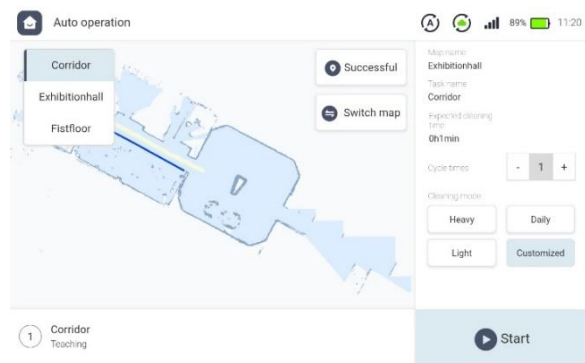 Auto operation
A
89%
11:20
Corridor
Exhibitionhall
Fistfloor
Successful
Switch map
Map name
Exhibitionhall
Task name
Corridor
Expected cleaning
time
0h1min
Cycle times
- 1 +
Cleaning mode
Heavy
Daily
Light
Customized
1
Corridor
Teaching
Start